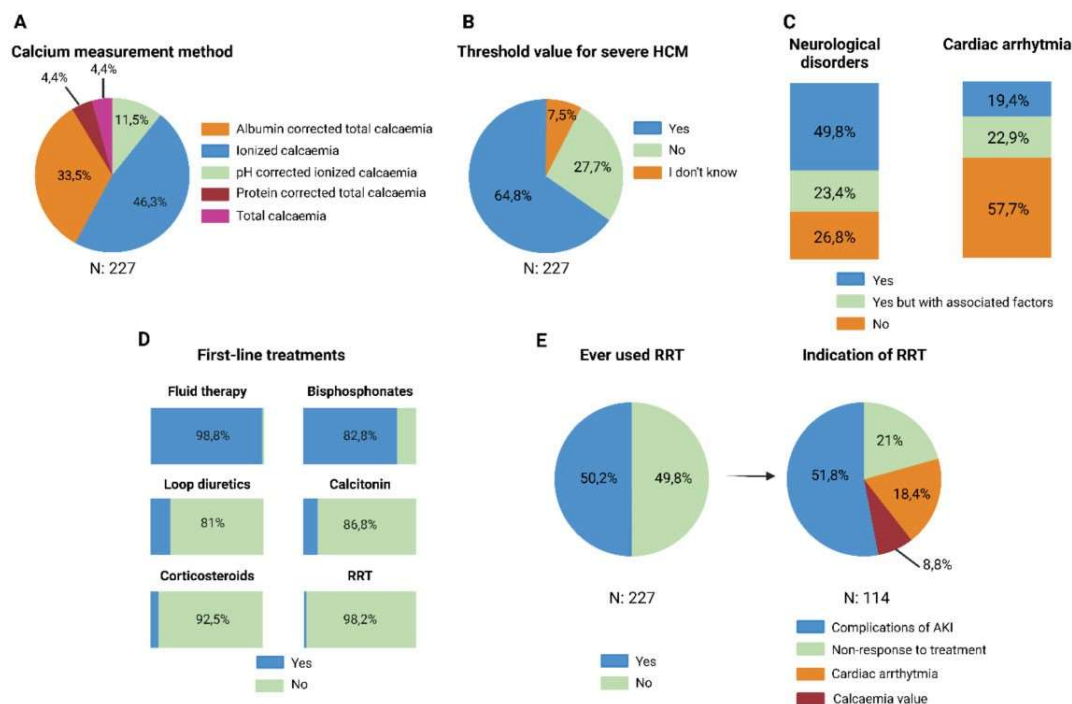 A
Calcium measurement method
4,4%
4,4%
11,5%
33,5%
46,3%
Albumin corrected total calcaemia
Ionized calcaemia
pH corrected ionized calcaemia
Protein corrected total calcaemia
Total calcaemia
N: 227
B
Threshold value for severe HCM
7,5%
27,7%
64,8%
Yes
No
I don't know
N: 227
C
Neurological
disorders
49,8%
23,4%
26,8%
Cardiac arrhytmia
19,4%
22,9%
57,7%
Yes
Yes but with associated factors
No
D
First-line treatments
Fluid therapy
98,8%
Bisphosphonates
82,8%
Loop diuretics
81%
Calcitonin
86,8%
Corticosteroids
92,5%
RRT
98,2%
Yes
No
E
Ever used RRT
50,2%
49,8%
N: 227
Yes
No
Indication of RRT
21%
51,8%
18,4%
8,8%
N: 114
Complications of AKI
Non-response to treatment
Cardiac arrthytmia
Calcaemia value